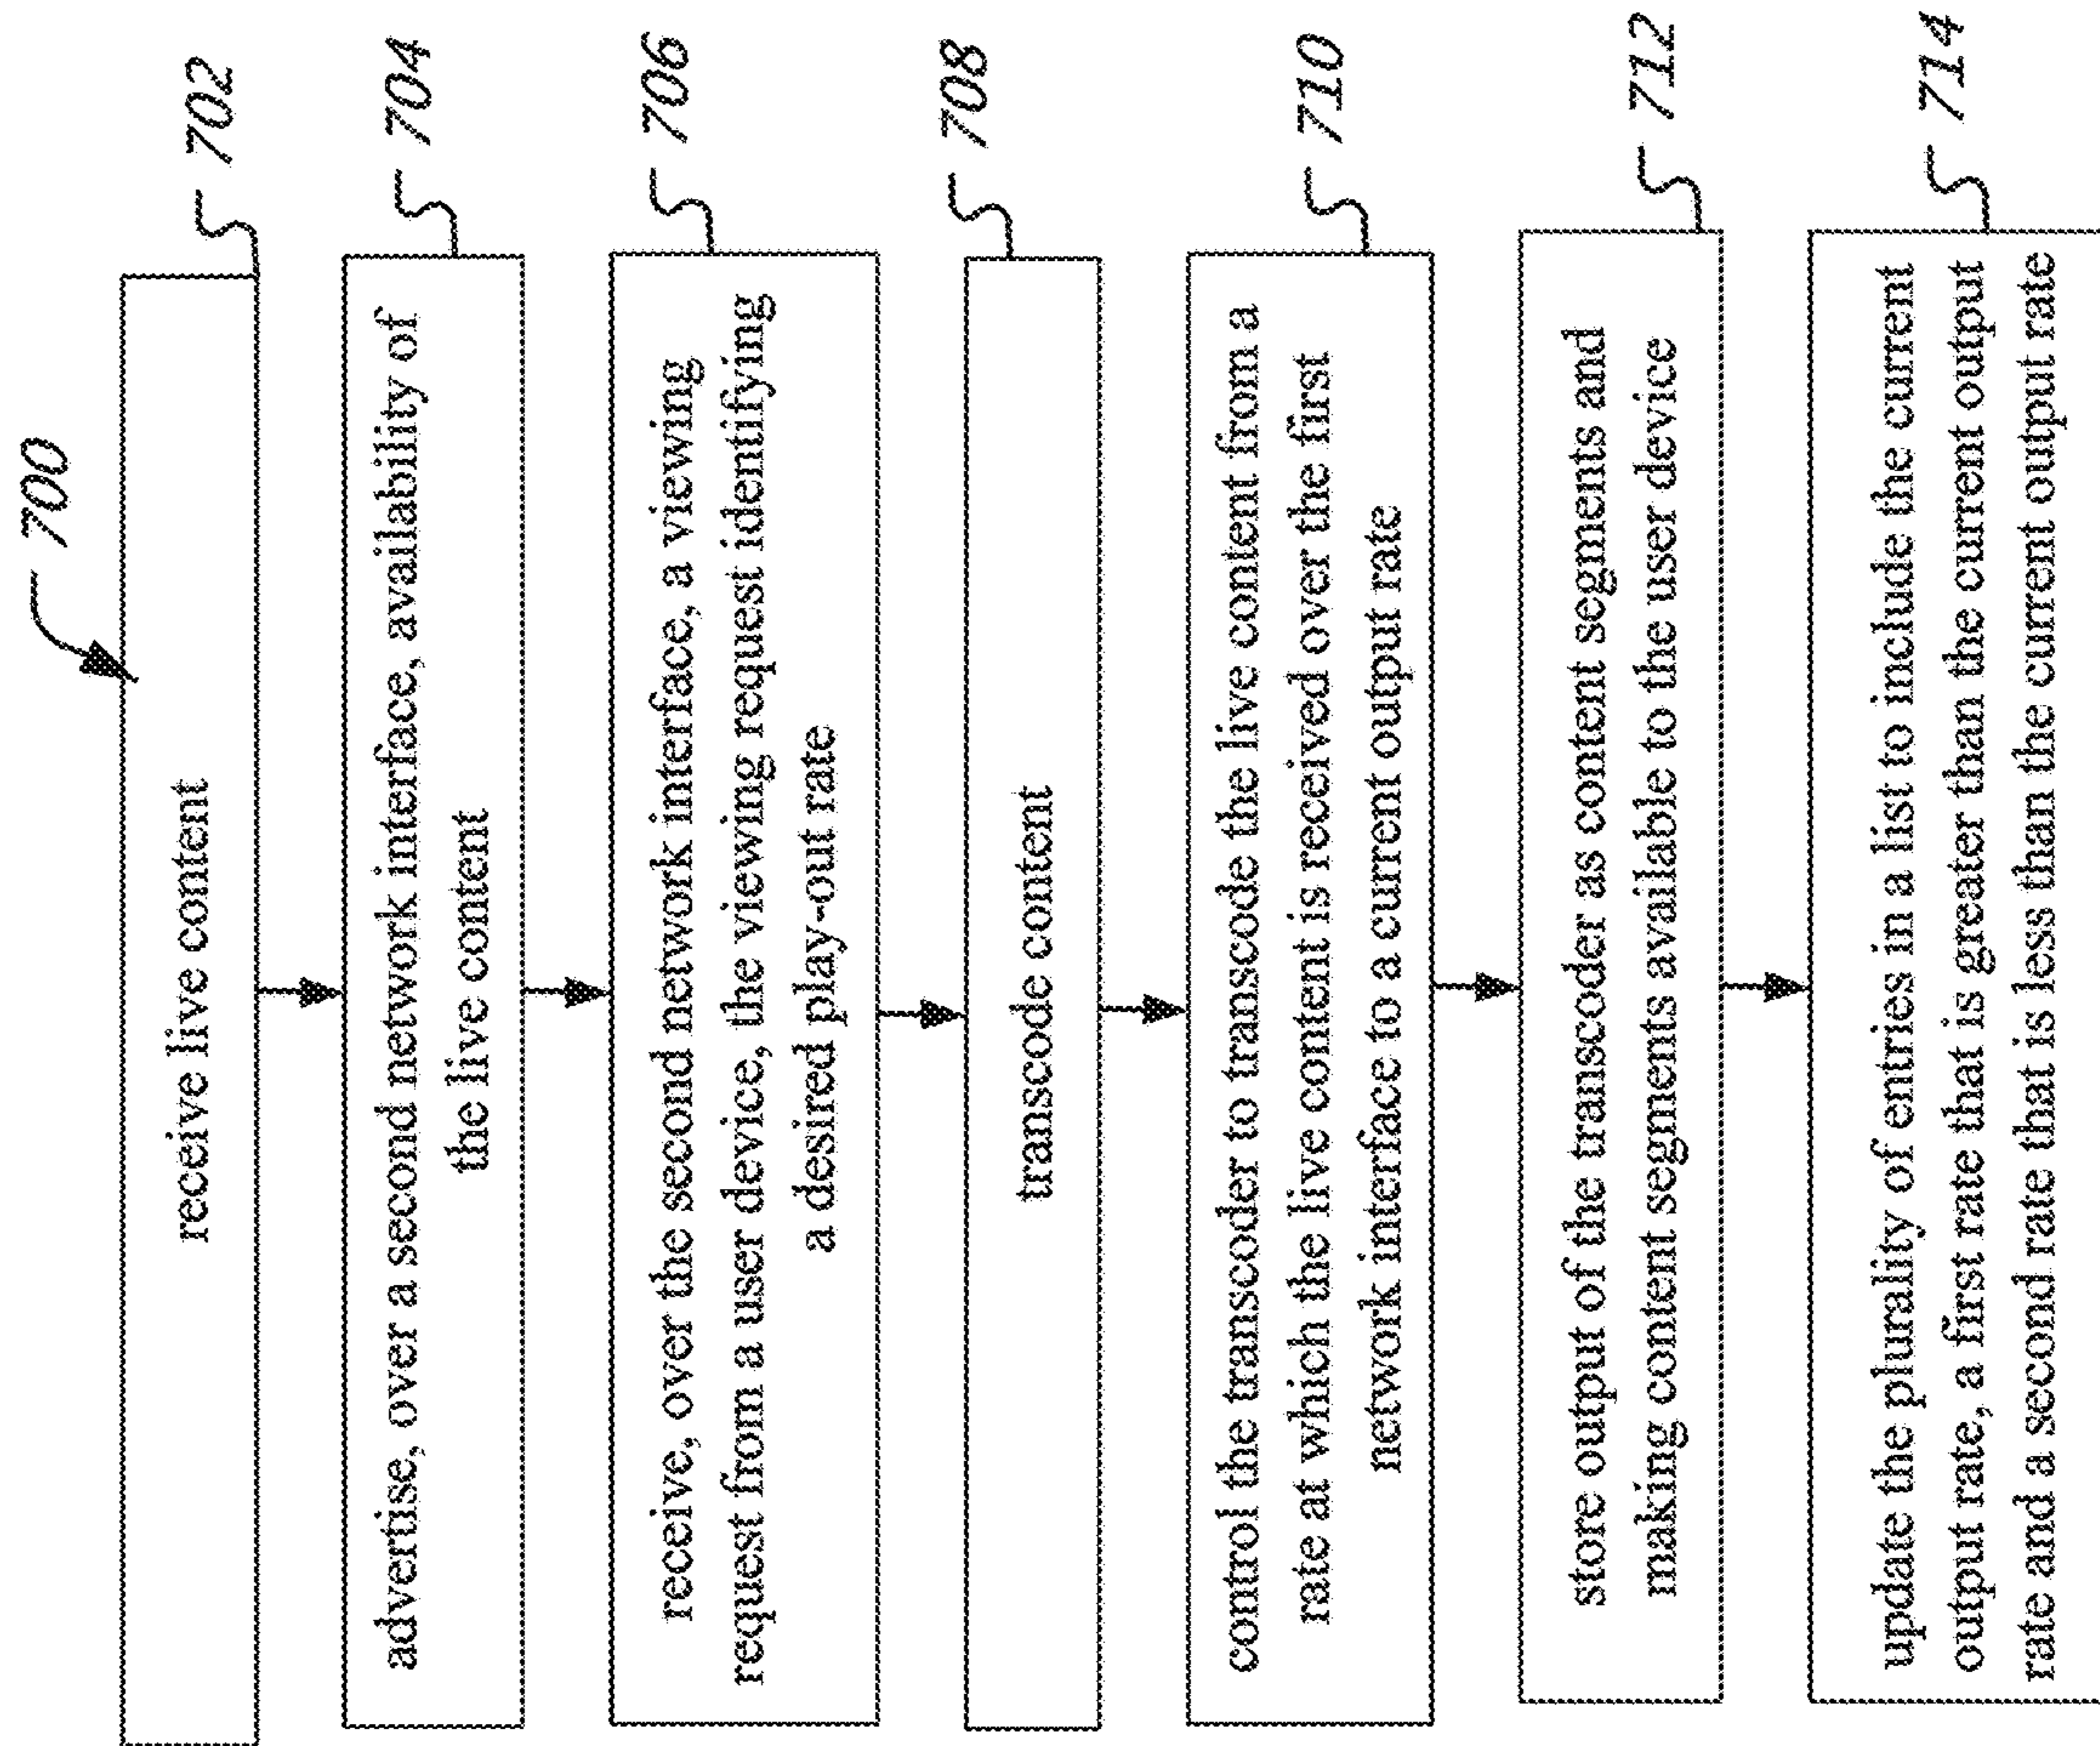 700
receive live content
702
advertise, over a second network interface, availability of
the live content
704
receive, over the second network interface, a viewing
request from a user device, the viewing request identifying
a desired play-out rate
706
transcode content
708
control the transcoder to transcode the live content from a
rate at which the live content is received over the first
network interface to a current output rate
710
store output of the transcoder as content segments and
making content segments available to the user device
712
update the plurality of entries in a list to include the current
output rate, a first rate that is greater than the current output
rate and a second rate that is less than the current output rate
714